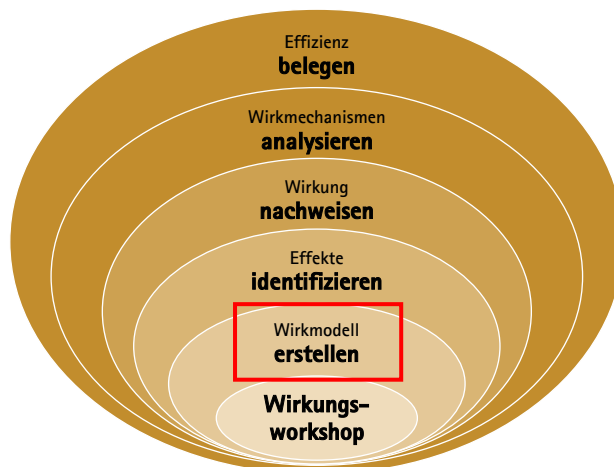 Effizienz
belegen
Wirkmechanismen
analysieren
Wirkung
nachweisen
Effekte
identifizieren
Wirkmodell
erstellen
Wirkungs-
workshop